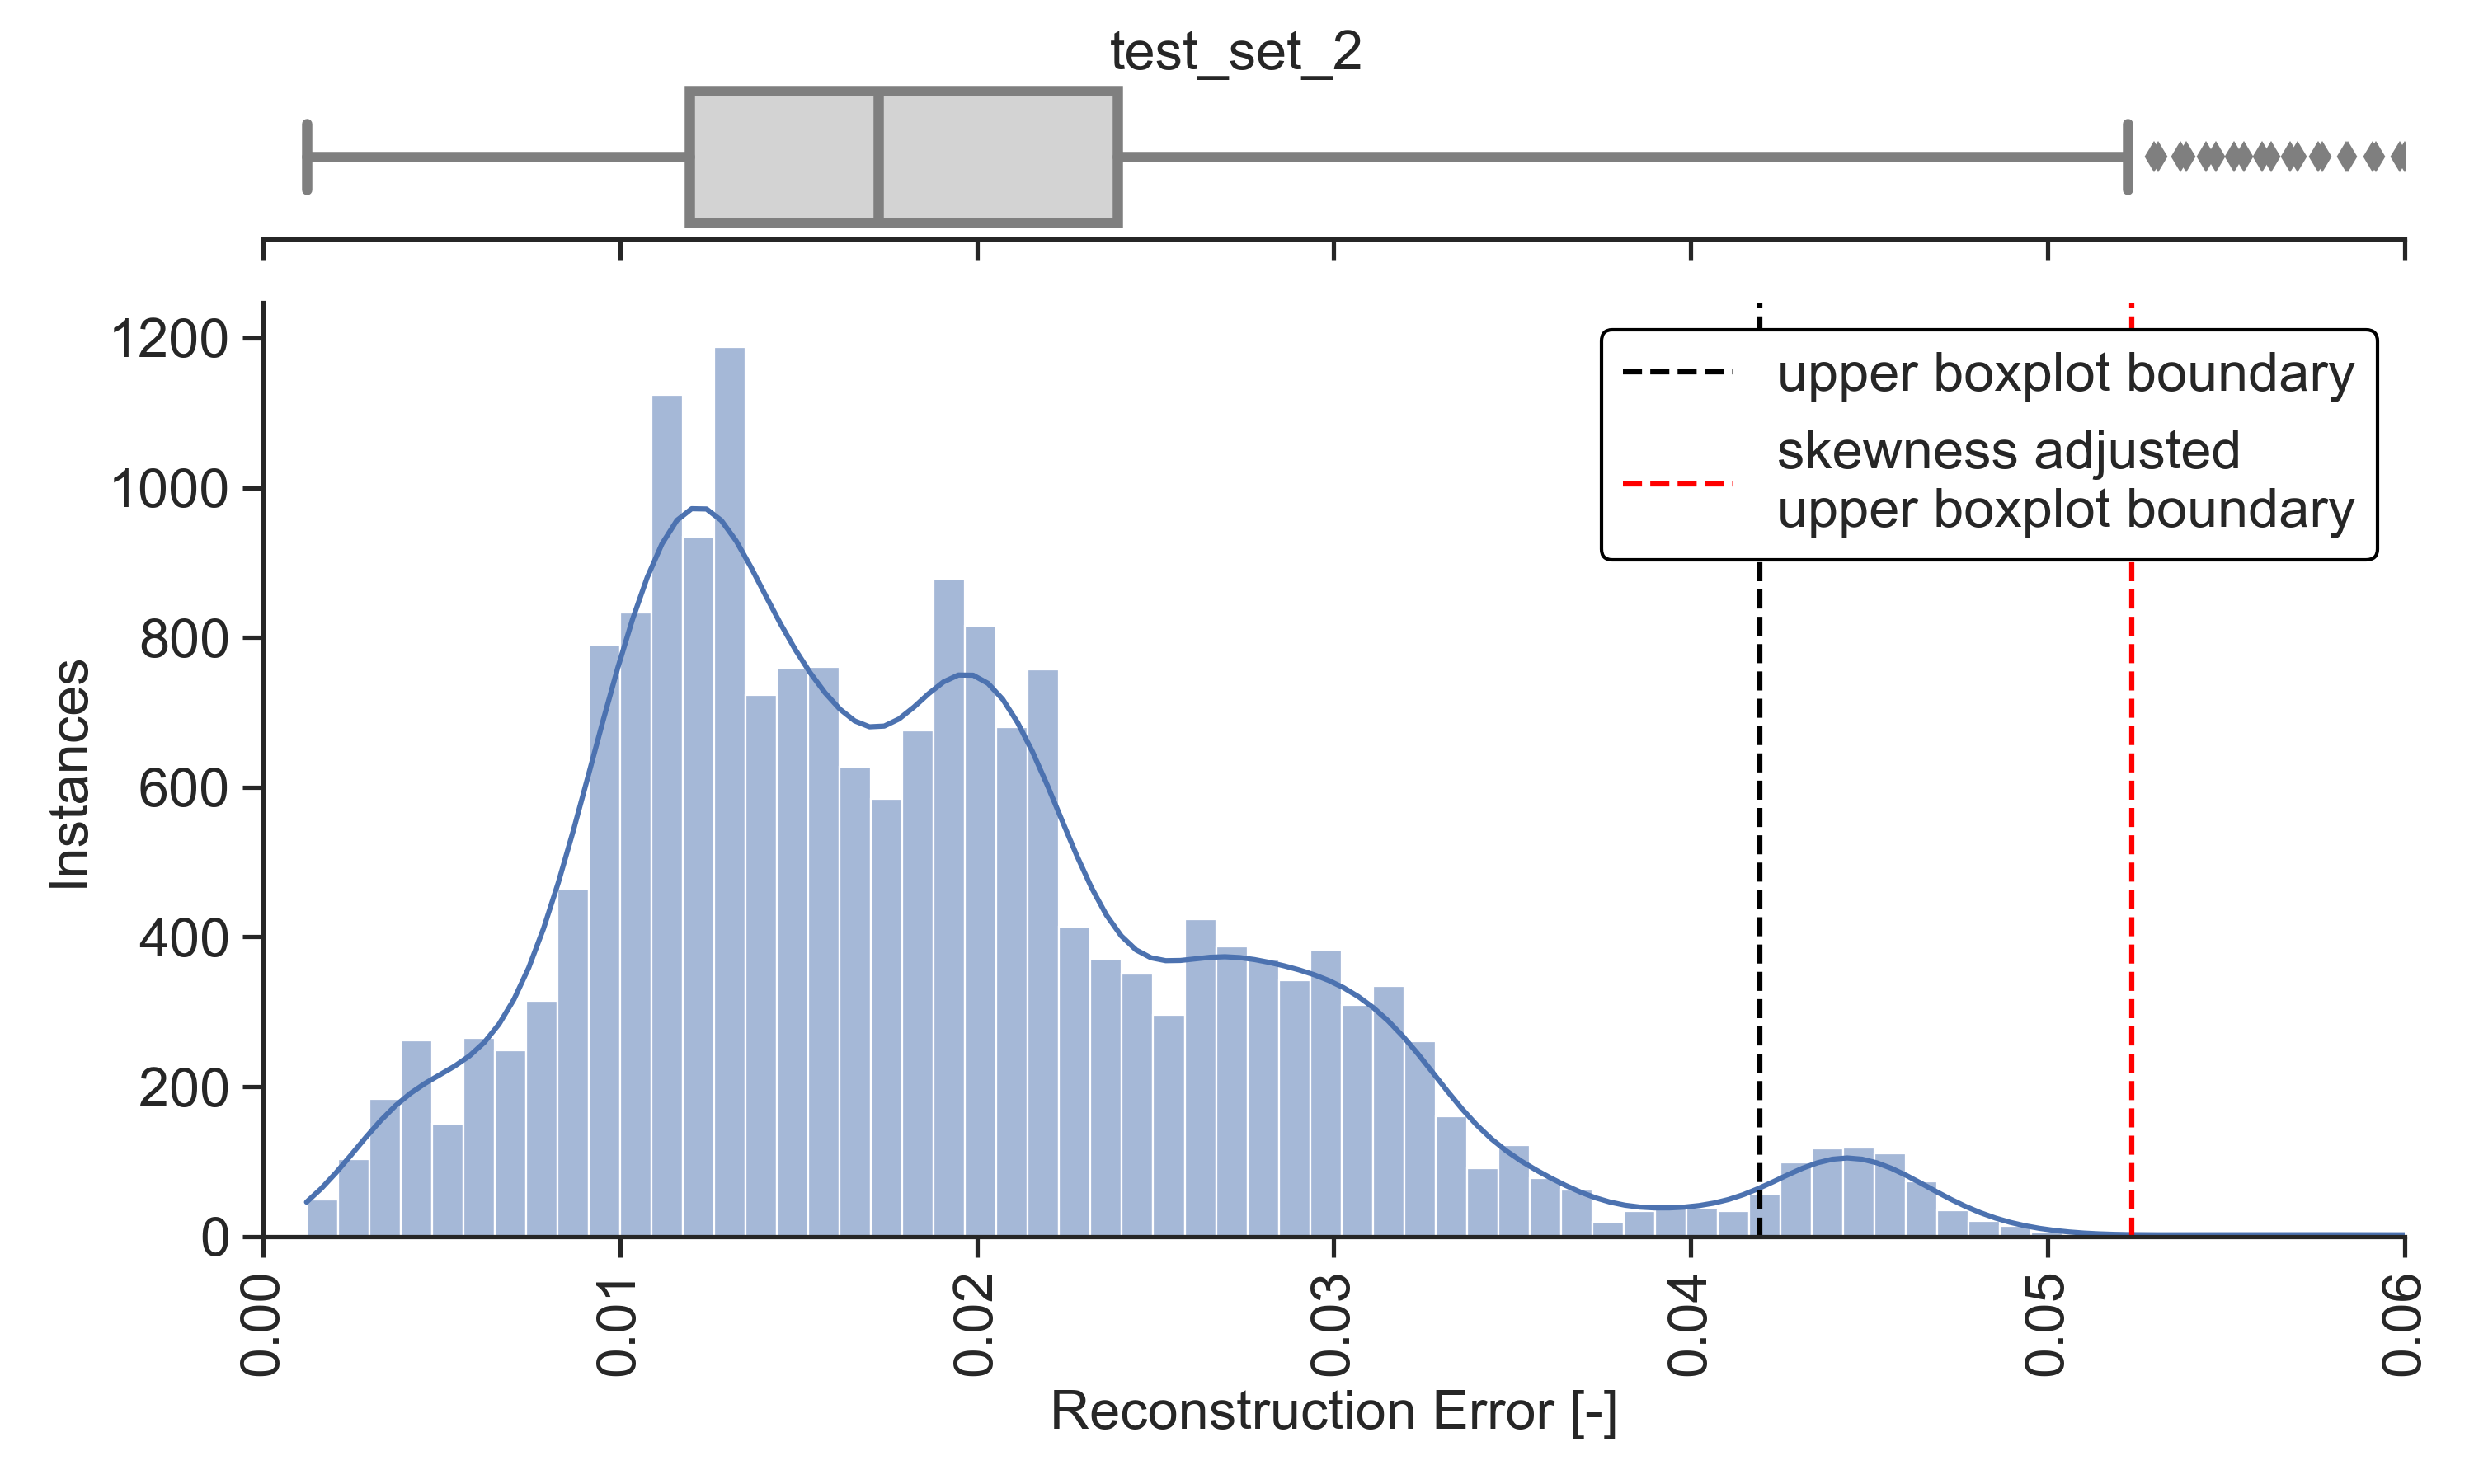 test_set_2
1200
1000
800
600
400
200
0
Instances
upper boxplot boundary
skewness adjusted
upper boxplot boundary
0.00
0.01
0.02
0.03
0.04
0.05
0.06
Reconstruction Error [-]